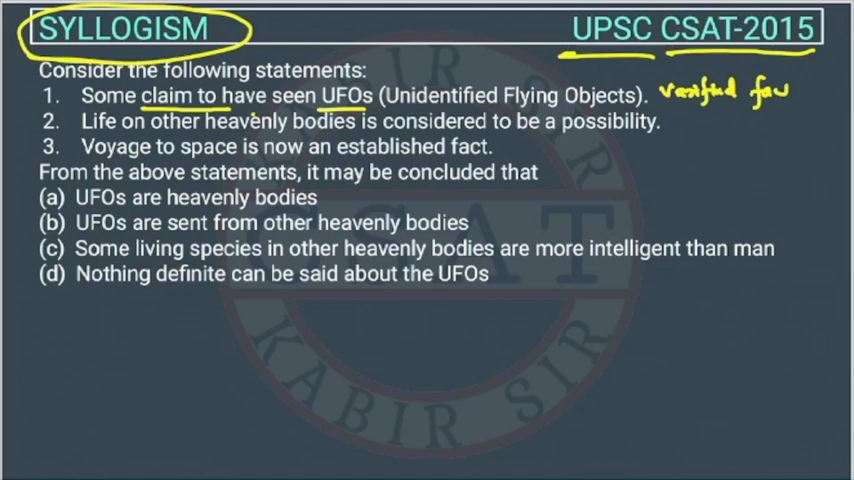 SYLLOGISM UPSC CSAT-2015
Consider the following statements:
1. Some claim to have seen UFOs (Unidentified Flying Objects). verified fac
2. Life on other heavenly bodies is considered to be a possibility.
3. Voyage to space is now an established fact.
From the above statements, it may be concluded that
(a) UFOs are heavenly bodies
(b) UFOs are sent from other heavenly bodies
(c) Some living species in other heavenly bodies are more intelligent than man
(d) Nothing definite can be said about the UFOs
KABIR SIR
CSAT
KABIR SIR